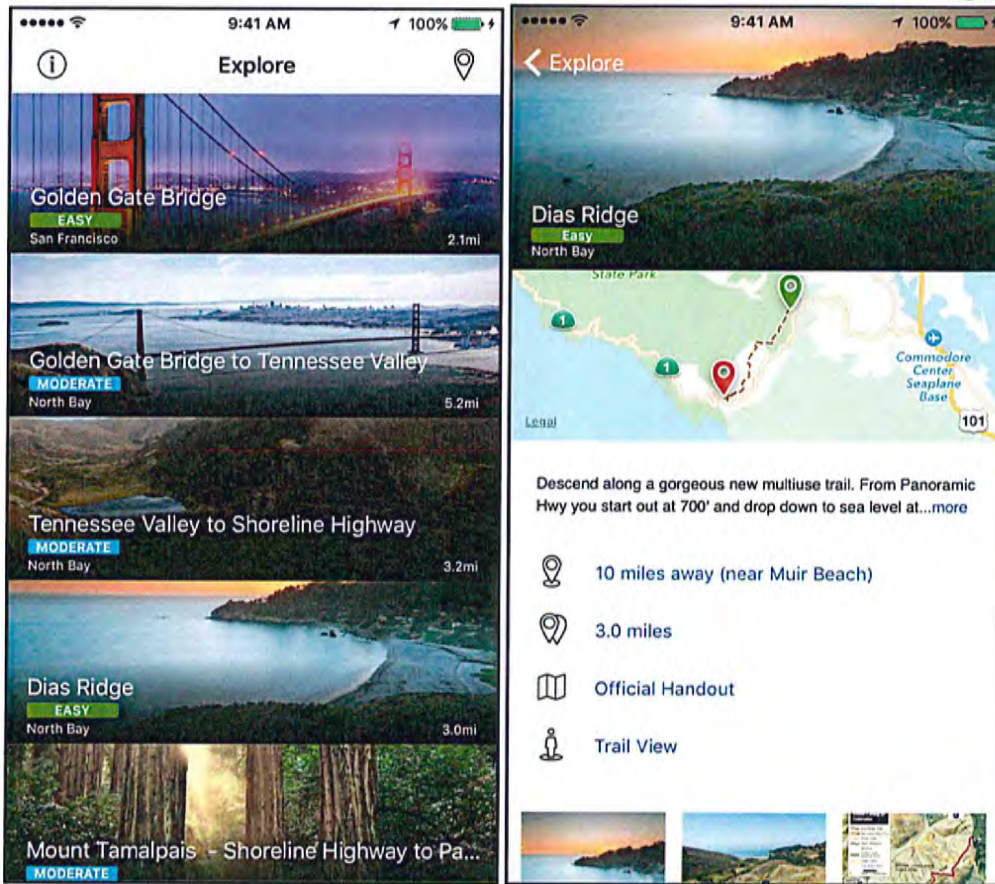 9:41 AM
100%
Explore
Golden Gate Bridge
EASY
San Francisco
2.1mi
Golden Gate Bridge to Tennessee Valley
MODERATE
North Bay
5.2mi
Tennessee Valley to Shoreline Highway
MODERATE
North Bay
3.2mi
Dias Ridge
EASY
North Bay
3.0mi
Mount Tamalpais - Shoreline Highway to Pa...
MODERATE
9:41 AM
100%
Explore
Dias Ridge
Easy
North Bay
State Park
1
1
Commodore
Center
Seaplane
Base
101
Legal
Descend along a gorgeous new multiuse trail. From Panoramic
Hwy you start out at 700' and drop down to sea level at...more
10 miles away (near Muir Beach)
3.0 miles
Official Handout
Trail View